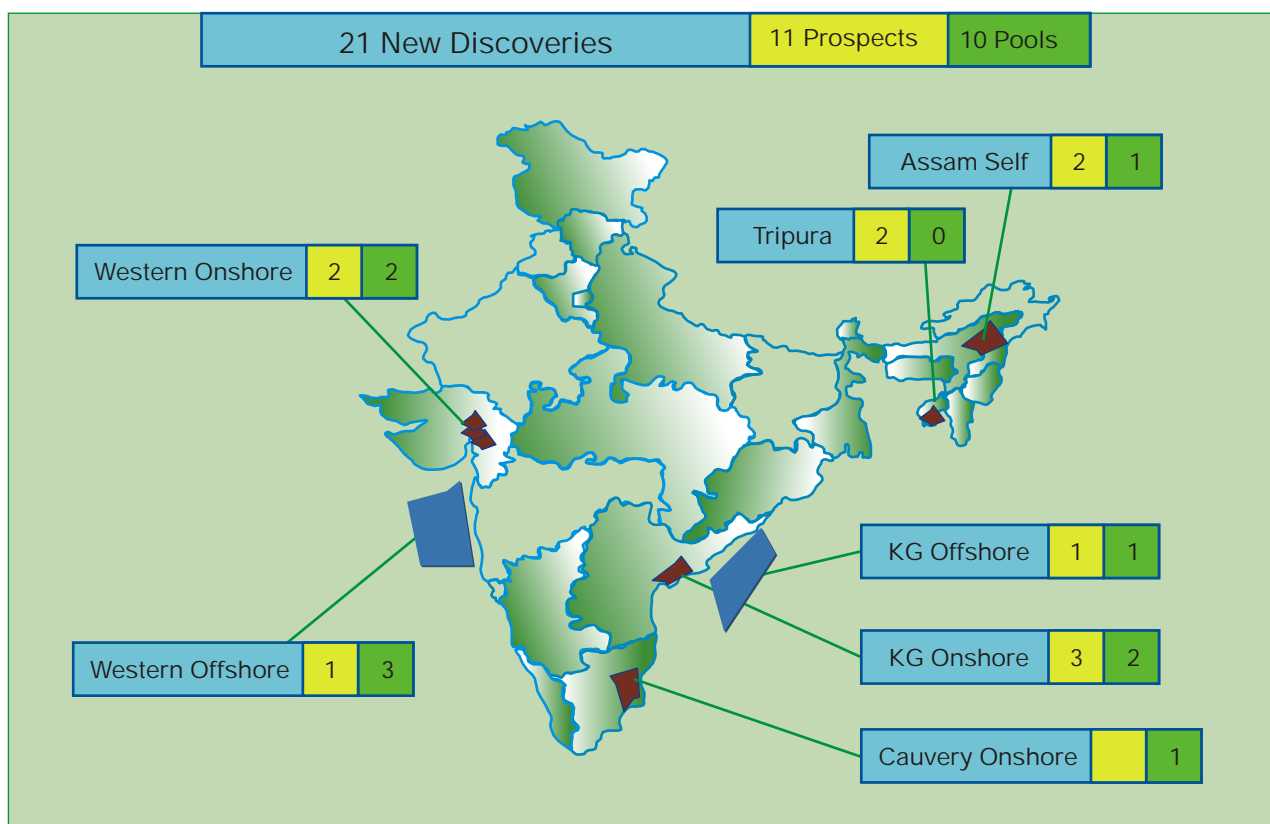 21 New Discoveries 11 Prospects 10 Pools
Assam Self 2 1
Tripura 2 0
Western Onshore 2 2
KG Offshore 1 1
Western Offshore 1 3
KG Onshore 3 2
Cauvery Onshore 1